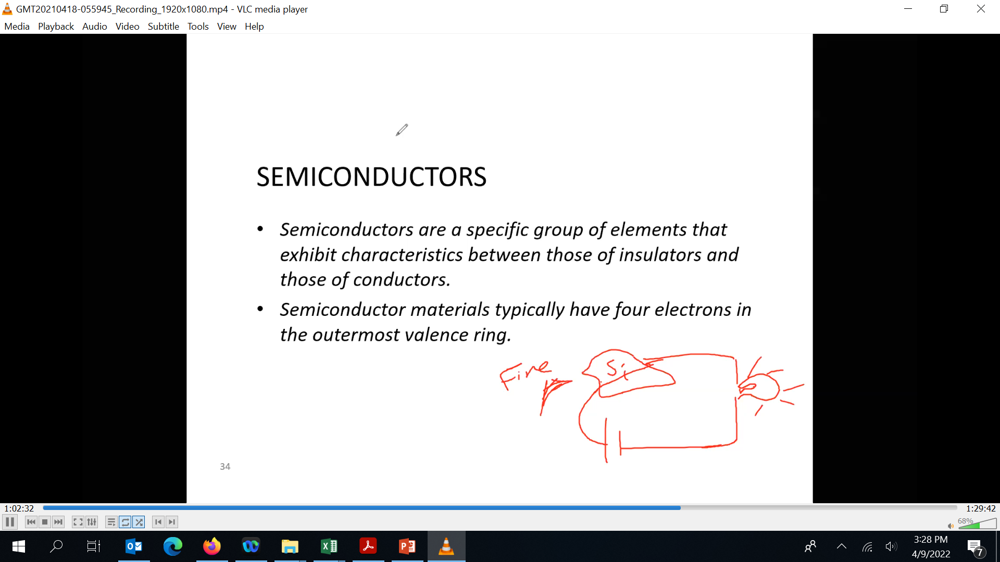 GMT20210418-055945_Recording_1920x1080.mp4 - VLC media player
Media Playback Audio Video Subtitle Tools View Help
SEMICONDUCTORS
• Semiconductors are a specific group of elements that
exhibit characteristics between those of insulators and
those of conductors.
• Semiconductor materials typically have four electrons in
the outermost valence ring.
Fire
Si
34
1:02:32
1:29:42
68%
3:28 PM
4/9/2022
7